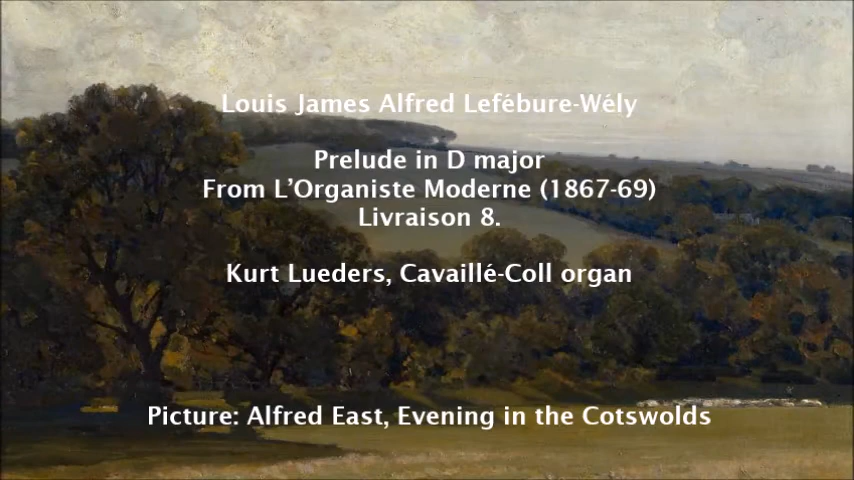 Louis James Alfred Lefébure-Wély
Prelude in D major
From L’Organiste Moderne (1867-69)
Livraison 8.
Kurt Lueders, Cavaillé-Coll organ
Picture: Alfred East, Evening in the Cotswolds